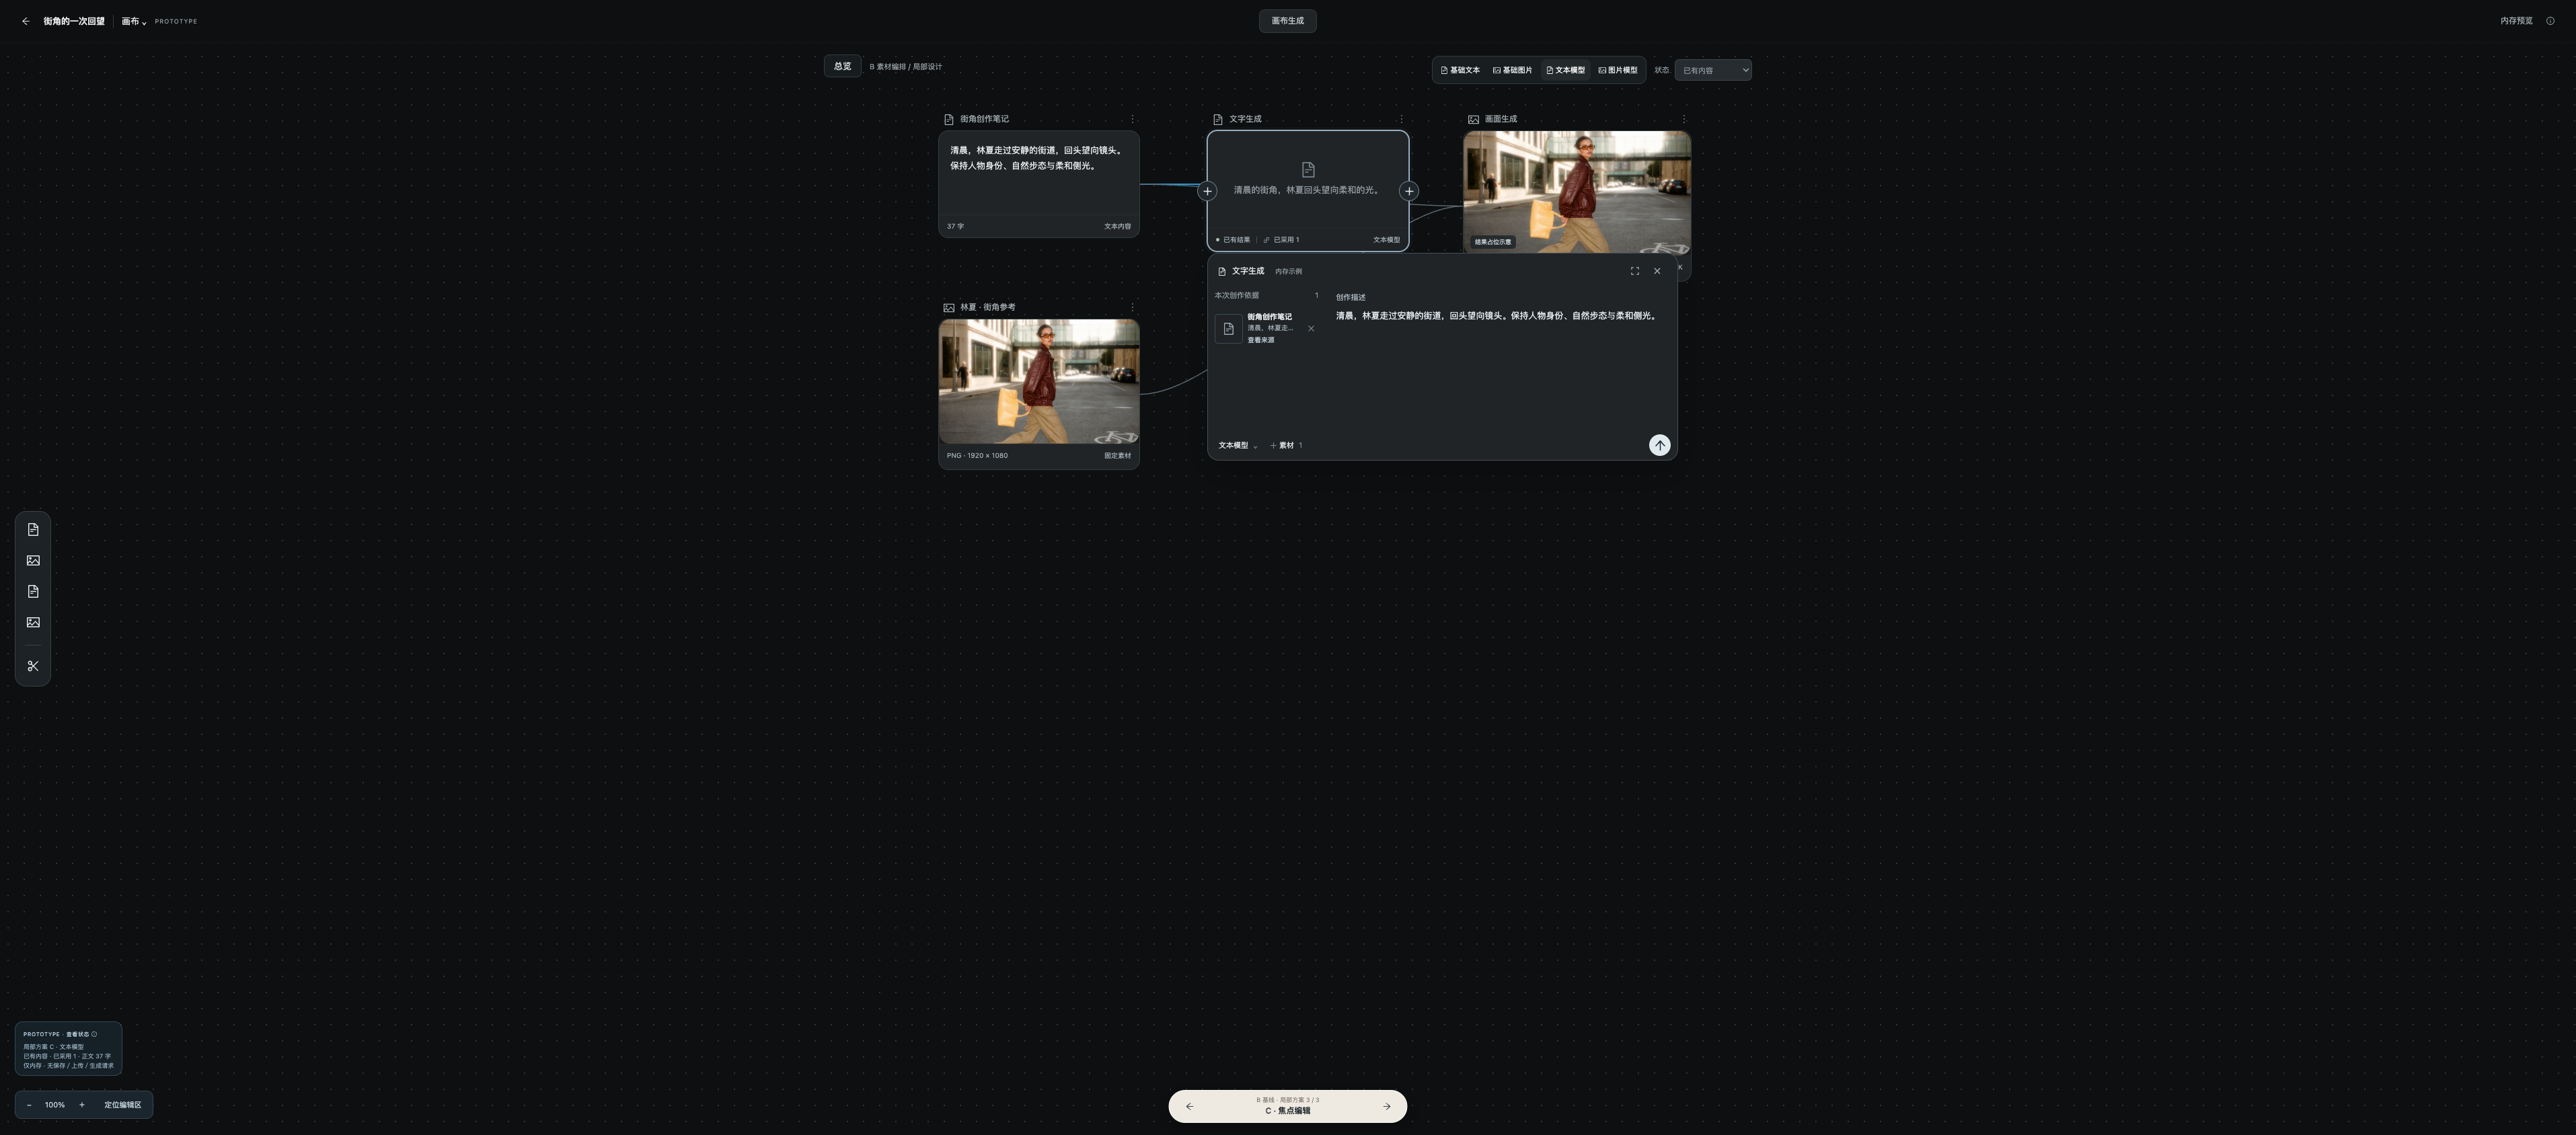 街角的一次回望
画布
PROTOTYPE
画布生成
内存预览
总览
B 素材编排 / 局部设计
基础文本
基础图片
文本模型
图片模型
状态
已有内容
街角创作笔记
清晨，林夏走过安静的街道，回头望向镜头。
保持人物身份、自然步态与柔和侧光。
37 字
文本内容
文字生成
清晨的街角，林夏回头望向柔和的光。
已有结果
已采用 1
文本模型
画面生成
结果占位示意
K
林夏 · 街角参考
PNG · 1920 × 1080
固定素材
文字生成
内存示例
本次创作依据
1
街角创作笔记
清晨，林夏走...
查看来源
创作描述
清晨，林夏走过安静的街道，回头望向镜头。保持人物身份、自然步态与柔和侧光。
文本模型
素材 1
PROTOTYPE · 查看状态
局部方案 C · 文本模型
已有内容 · 已采用 1 · 正文 37 字
仅内存 · 无保存 / 上传 / 生成请求
− 100% +
定位编辑区
B 基线 · 局部方案 3 / 3
C · 焦点编辑